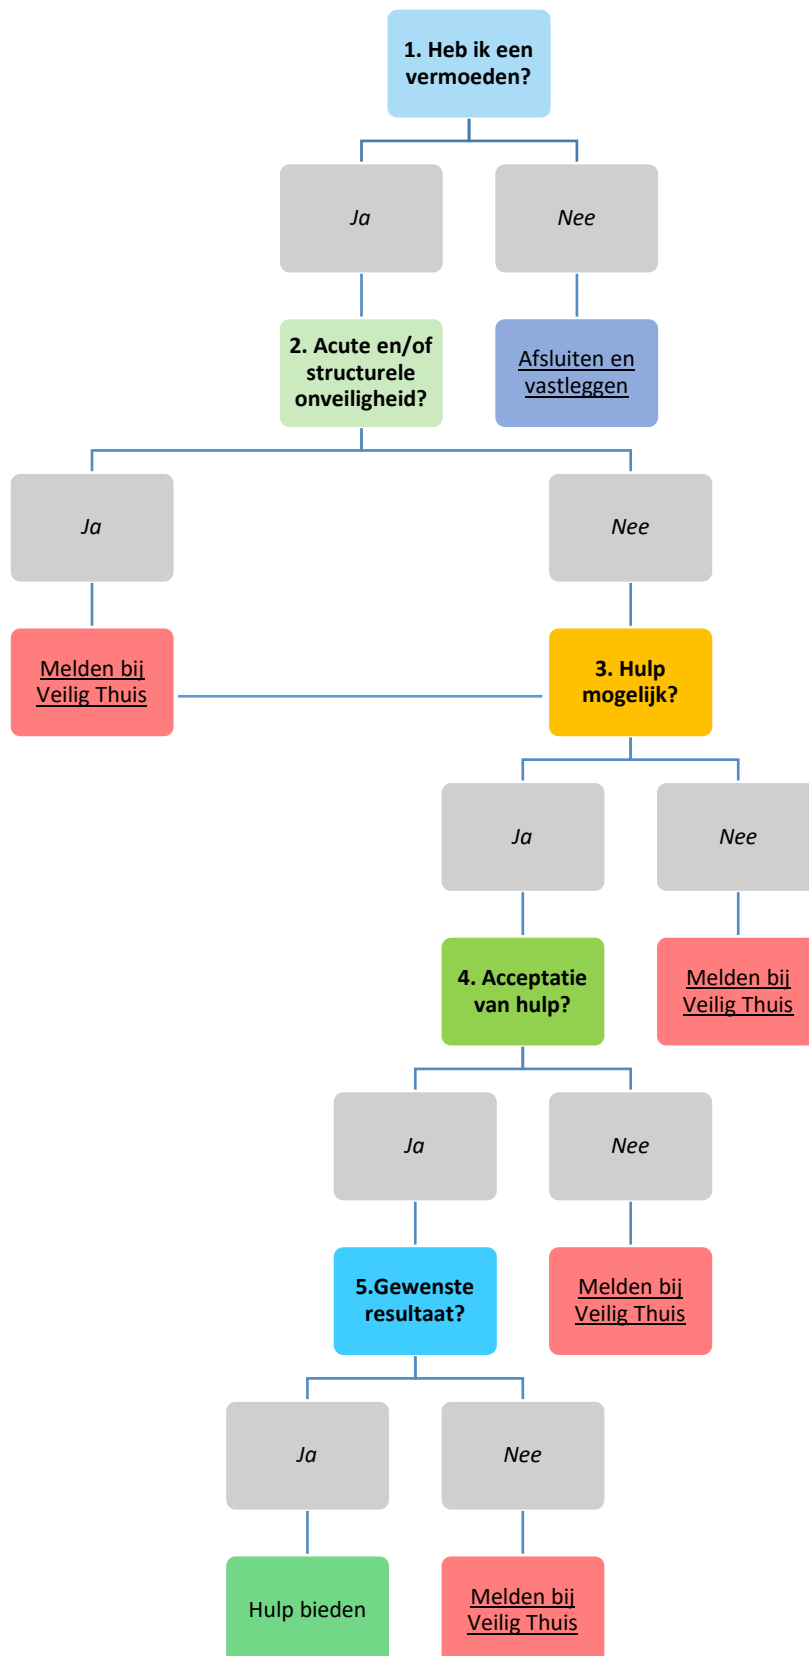 1. Heb ik een
vermoeden?
Ja
Nee
2. Acute en/of
structurele
onveiligheid?
Afsluiten en
vastleggen
Ja
Nee
Melden bij
Veilig Thuis
3. Hulp
mogelijk?
Ja
Nee
4. Acceptatie
van hulp?
Melden bij
Veilig Thuis
Ja
Nee
5.Gewenste
resultaat?
Melden bij
Veilig Thuis
Ja
Nee
Hulp bieden
Melden bij
Veilig Thuis